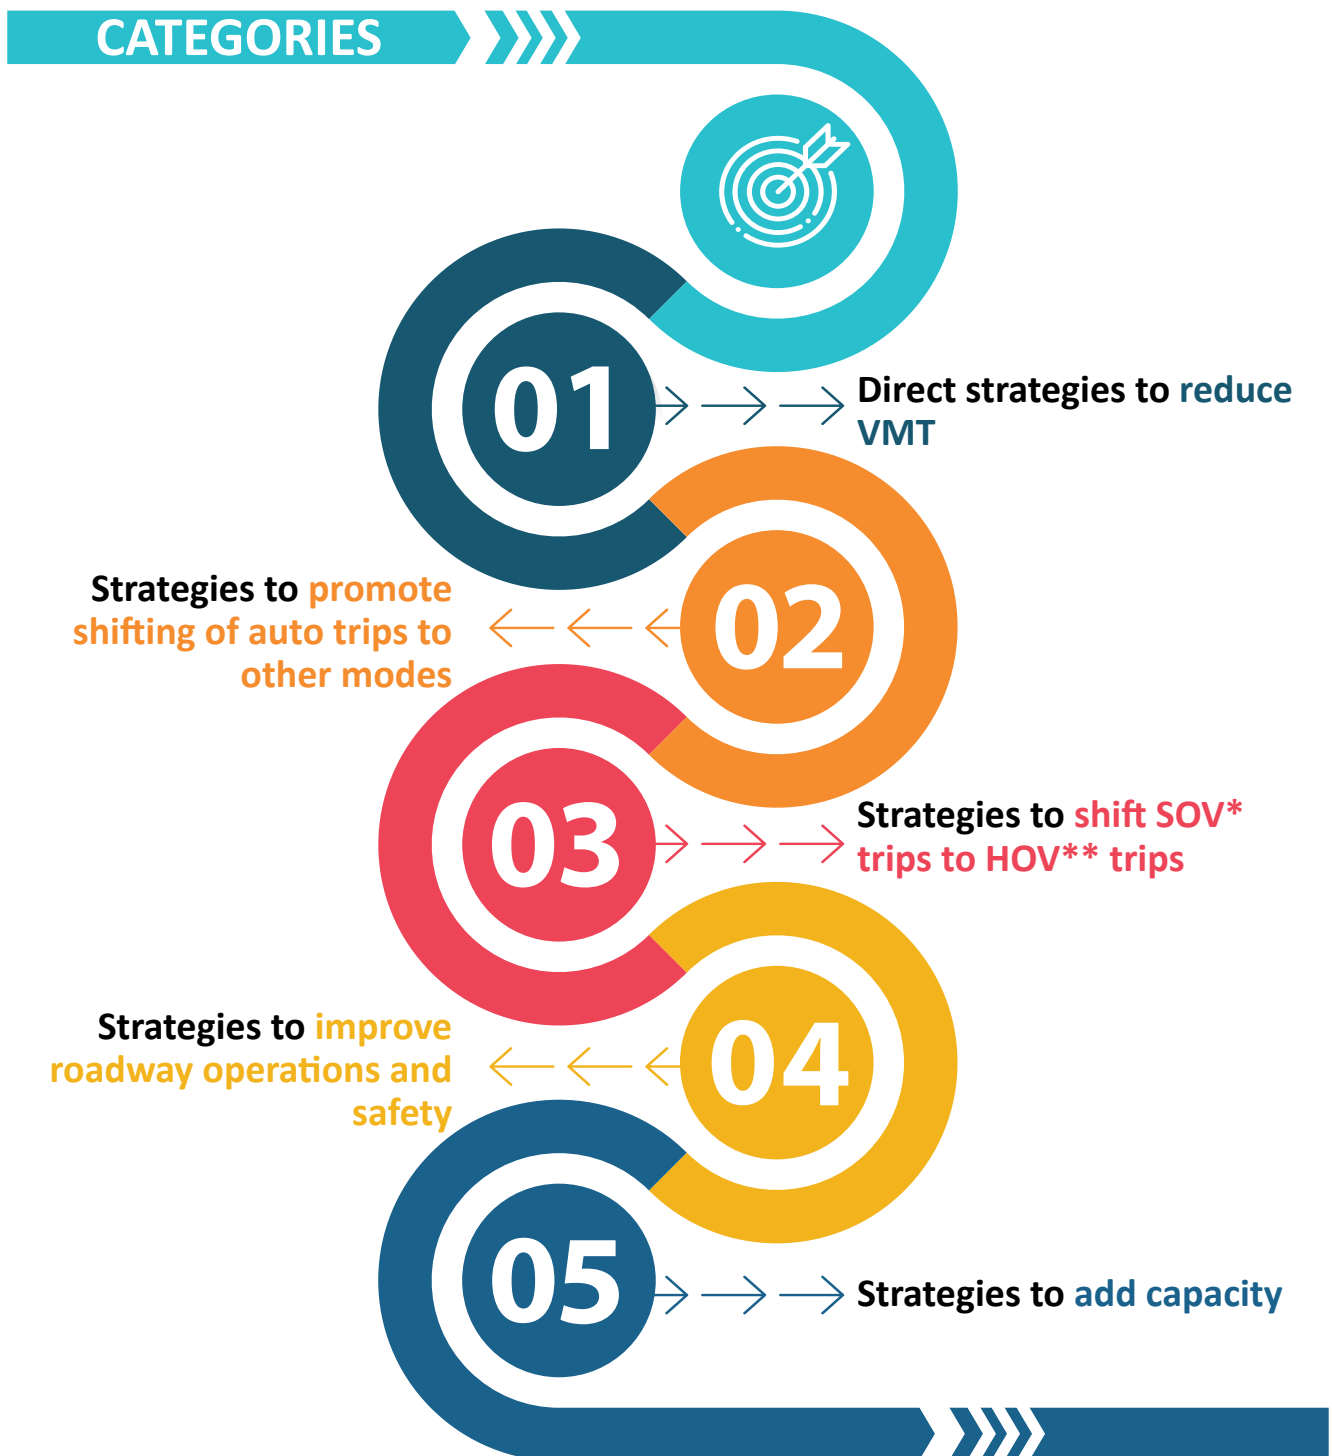 CATEGORIES
01
Direct strategies to reduce
VMT
Strategies to promote
shifting of auto trips to
other modes
02
03
Strategies to shift SOV*
trips to HOV** trips
Strategies to improve
roadway operations and
safety
04
05
Strategies to add capacity